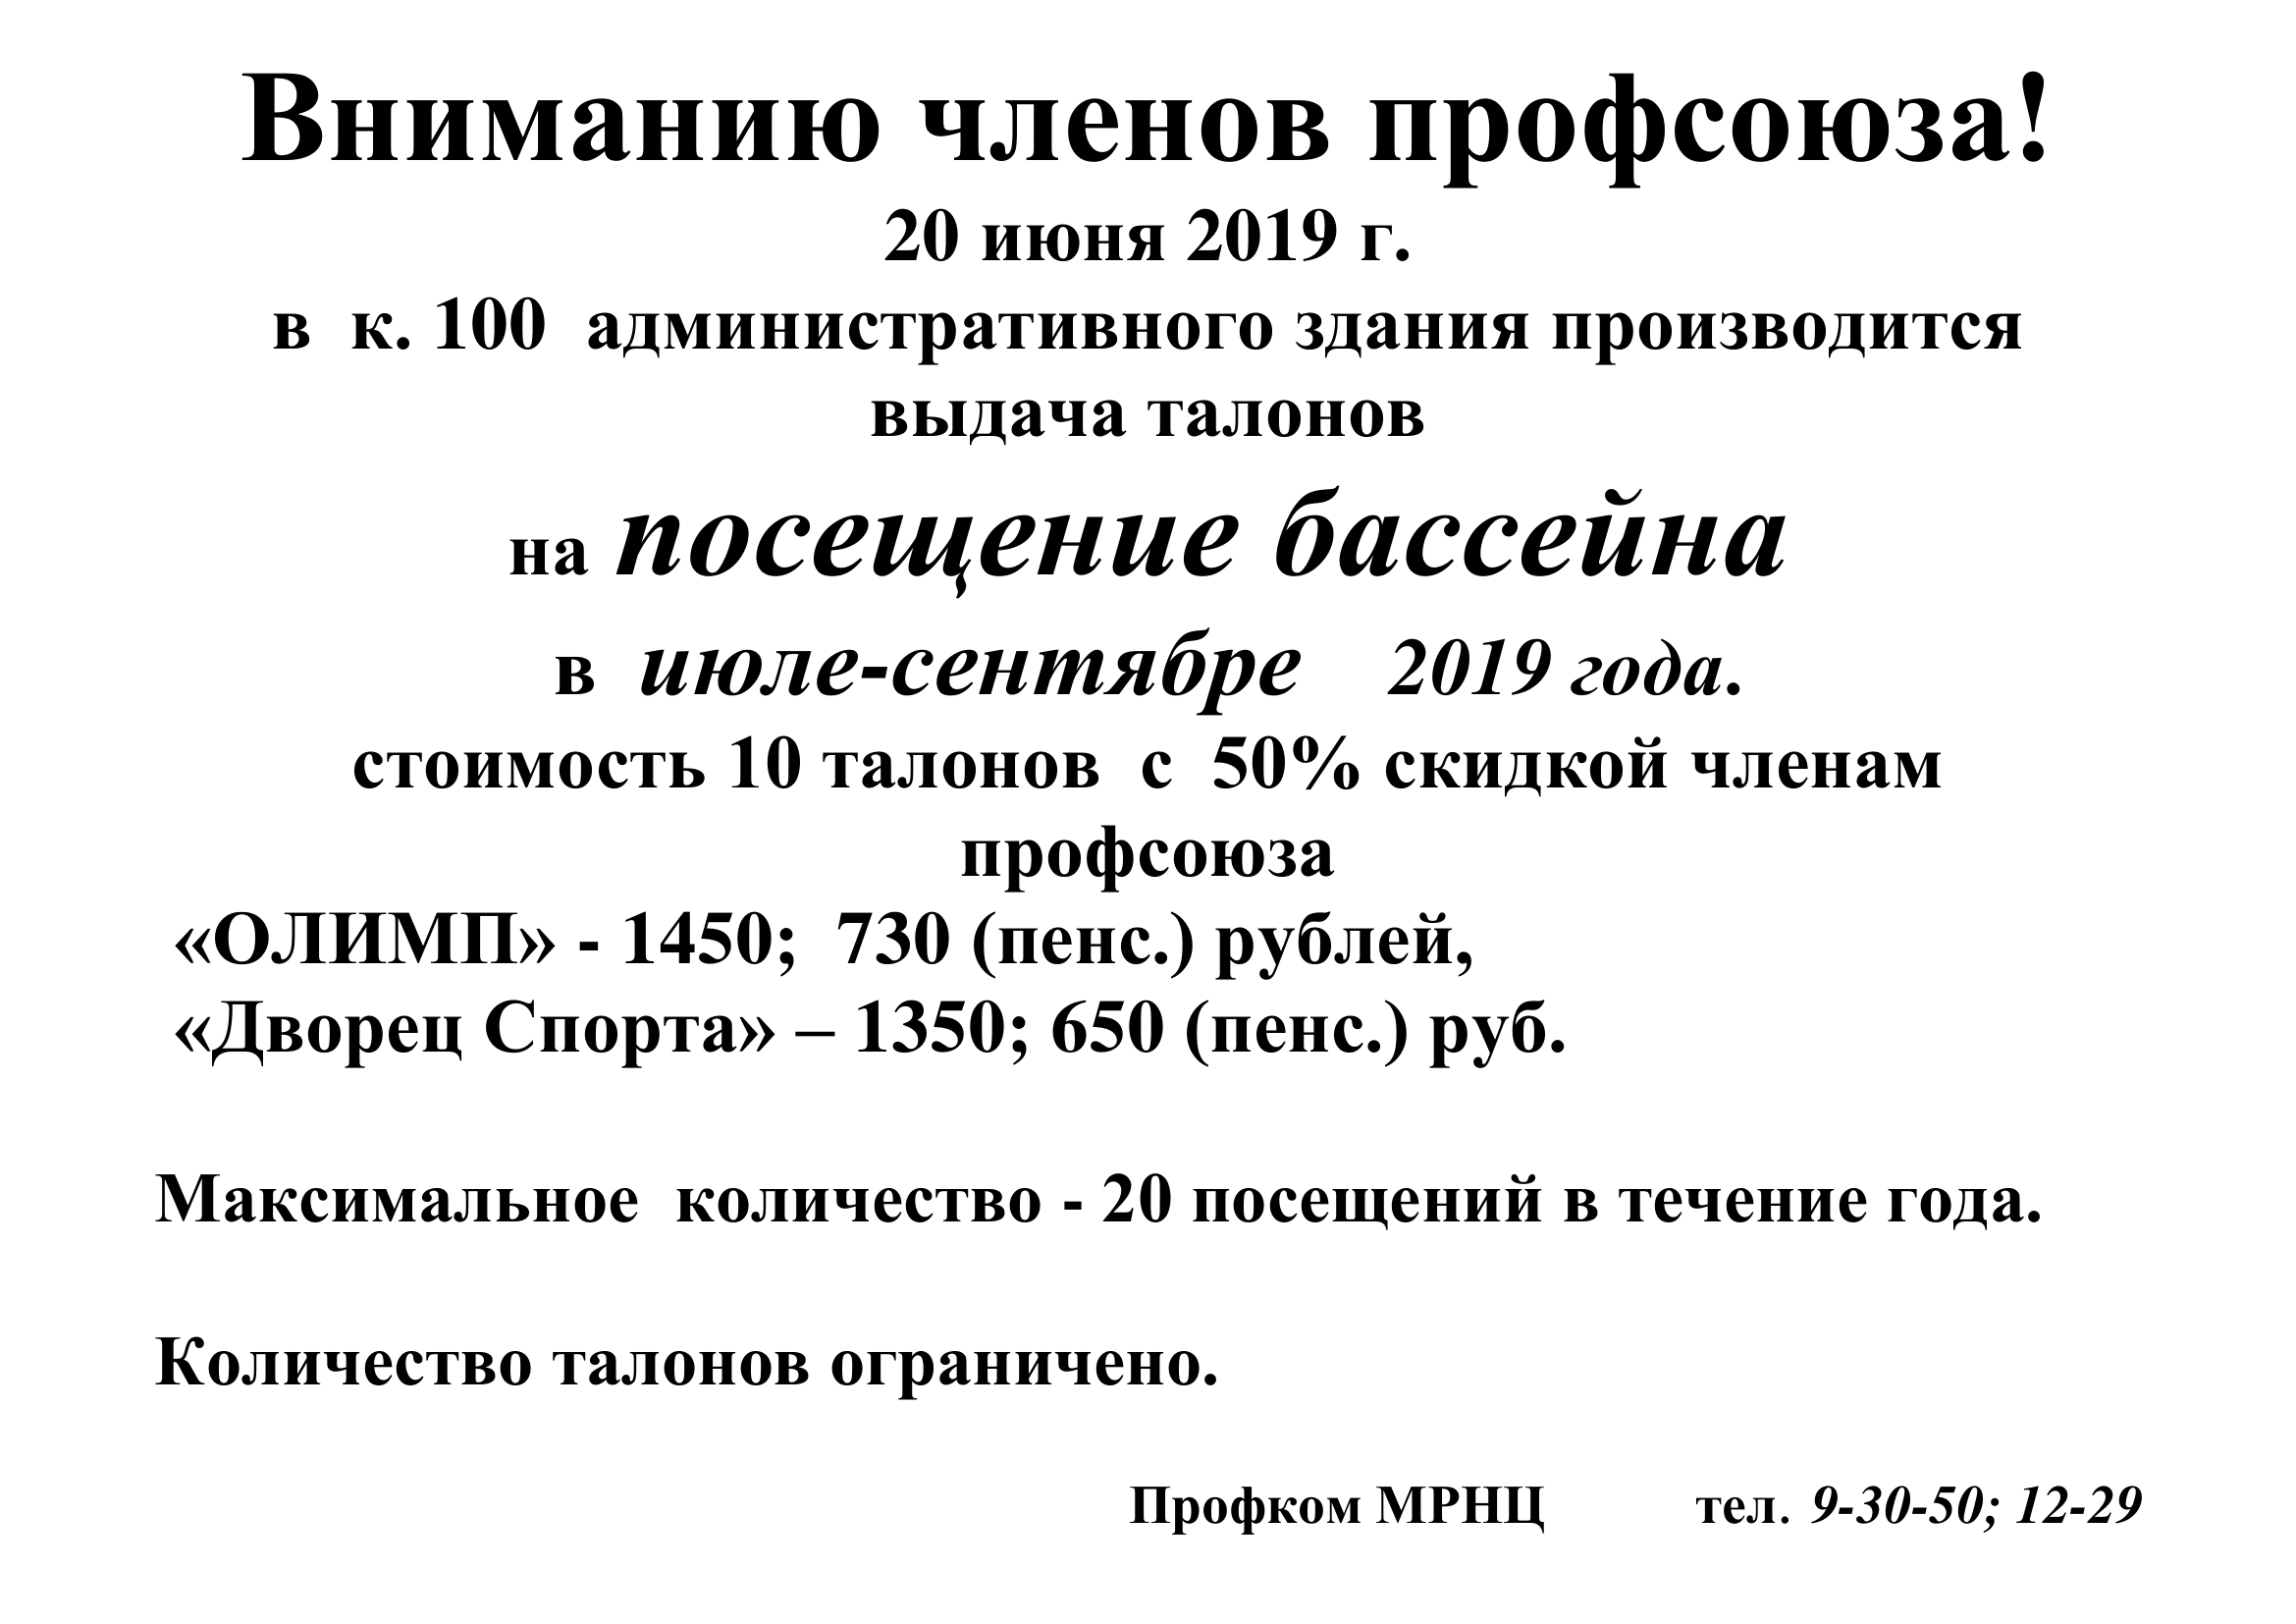 Вниманию членов профсоюза!
20 июня 2019 г.
в к. 100 административного здания производится
выдача талонов
на посещение бассейна
в июле-сентябре 2019 года.
стоимость 10 талонов с 50% скидкой членам
профсоюза
«ОЛИМП» - 1450; 730 (пенс.) рублей,
«Дворец Спорта» – 1350; 650 (пенс.) руб.
Максимальное количество - 20 посещений в течение года.
Количество талонов ограничено.
Профком МРНЦ тел. 9-30-50; 12-29